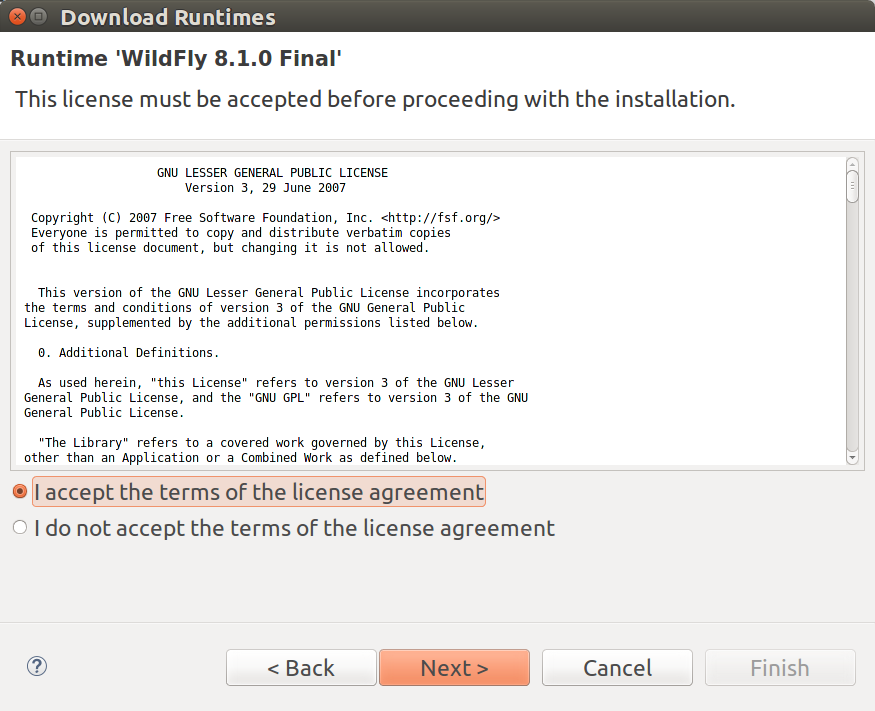 Download Runtimes
Runtime 'WildFly 8.1.0 Final'
This license must be accepted before proceeding with the installation.
GNU LESSER GENERAL PUBLIC LICENSE
Version 3, 29 June 2007
Copyright (C) 2007 Free Software Foundation, Inc. <http://fsf.org/>
Everyone is permitted to copy and distribute verbatim copies
of this license document, but changing it is not allowed.
This version of the GNU Lesser General Public License incorporates
the terms and conditions of version 3 of the GNU General Public
License, supplemented by the additional permissions listed below.
0. Additional Definitions.
As used herein, "this License" refers to version 3 of the GNU Lesser
General Public License, and the "GNU GPL" refers to version 3 of the GNU
General Public License.
"The Library" refers to a covered work governed by this License,
other than an Application or a Combined Work as defined below.
I accept the terms of the license agreement
I do not accept the terms of the license agreement
? < Back Next > Cancel Finish